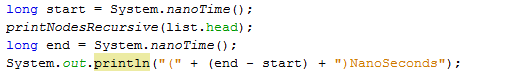 long start = System.nanoTime();
printNodesRecursive(list.head);
long end = System.nanoTime();
System.out.println("(" + (end - start) + ")NanoSeconds");